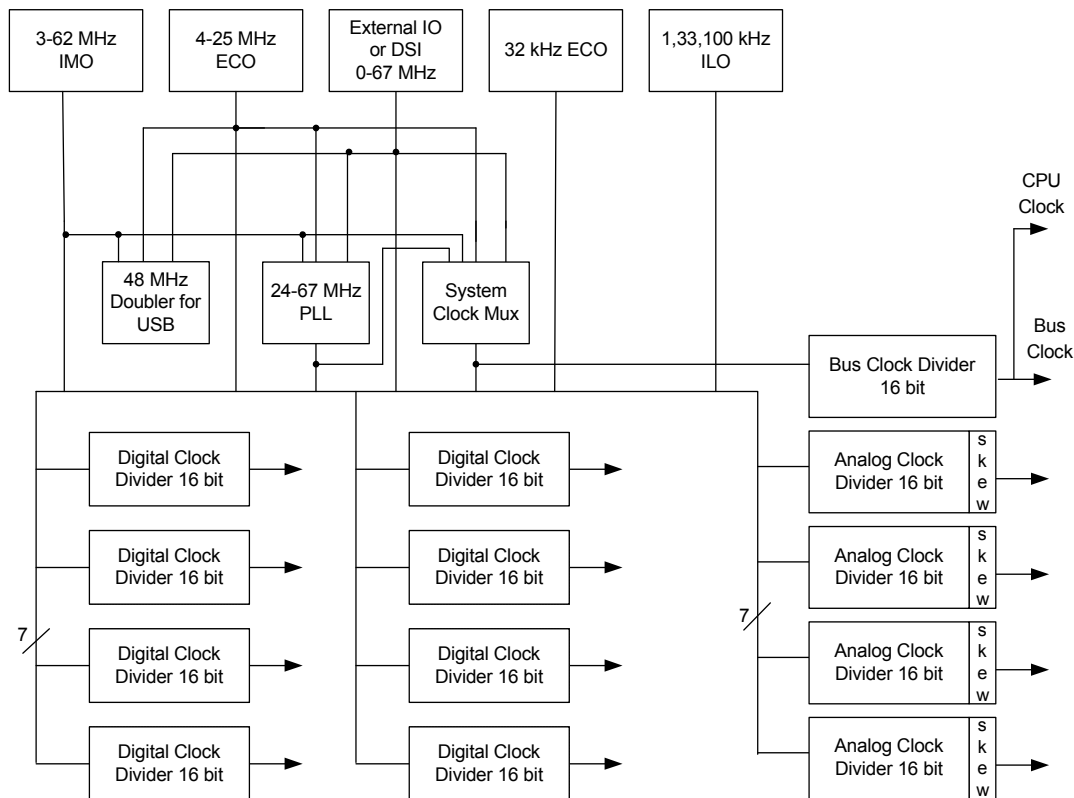 3-62 MHz
IMO
4-25 MHz
ECO
External IO
or DSI
0-67 MHz
32 kHz ECO
1,33,100 kHz
ILO
CPU
Clock
48 MHz
Doubler for
USB
24-67 MHz
PLL
System
Clock Mux
Bus
Clock
Bus Clock Divider
16 bit
Digital Clock
Divider 16 bit
Digital Clock
Divider 16 bit
Analog Clock
Divider 16 bit
s
k
e
w
Digital Clock
Divider 16 bit
Digital Clock
Divider 16 bit
Analog Clock
Divider 16 bit
s
k
e
w
7
7
Digital Clock
Divider 16 bit
Digital Clock
Divider 16 bit
Analog Clock
Divider 16 bit
s
k
e
w
Digital Clock
Divider 16 bit
Digital Clock
Divider 16 bit
Analog Clock
Divider 16 bit
s
k
e
w